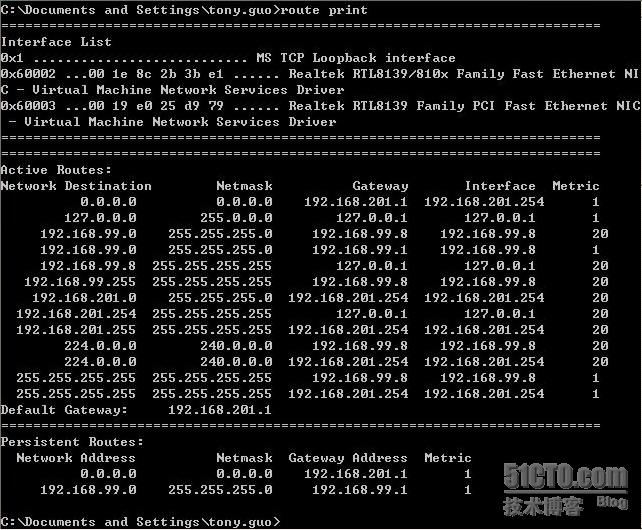 C:\Documents and Settings\tony.guo>route print
===========================================================================
Interface List
0x1 ........................... MS TCP Loopback interface
0x60002 ...00 1e 8c 2b 3b e1 ...... Realtek RTL8139/810x Family Fast Ethernet NI
C - Virtual Machine Network Services Driver
0x60003 ...00 19 e0 25 d9 79 ...... Realtek RTL8139 Family PCI Fast Ethernet NIC
 - Virtual Machine Network Services Driver
===========================================================================
===========================================================================
Active Routes:
Network Destination        Netmask          Gateway       Interface  Metric
          0.0.0.0          0.0.0.0    192.168.201.1  192.168.201.254      1
        127.0.0.0        255.0.0.0        127.0.0.1       127.0.0.1       1
     192.168.99.0    255.255.255.0     192.168.99.8    192.168.99.8       20
     192.168.99.0    255.255.255.0     192.168.99.1    192.168.99.8       1
     192.168.99.8  255.255.255.255        127.0.0.1       127.0.0.1       20
   192.168.99.255  255.255.255.255     192.168.99.8    192.168.99.8       20
    192.168.201.0    255.255.255.0  192.168.201.254  192.168.201.254      20
  192.168.201.254  255.255.255.255        127.0.0.1       127.0.0.1       20
  192.168.201.255  255.255.255.255  192.168.201.254  192.168.201.254      20
        224.0.0.0        240.0.0.0     192.168.99.8    192.168.99.8       20
        224.0.0.0        240.0.0.0  192.168.201.254  192.168.201.254      20
  255.255.255.255  255.255.255.255     192.168.99.8    192.168.99.8       1
  255.255.255.255  255.255.255.255  192.168.201.254  192.168.201.254      1
Default Gateway:     192.168.201.1
===========================================================================
Persistent Routes:
  Network Address          Netmask  Gateway Address  Metric
          0.0.0.0          0.0.0.0    192.168.201.1       1
     192.168.99.0    255.255.255.0     192.168.99.1       1
51CTO.com
技术博客 Blog
C:\Documents and Settings\tony.guo>